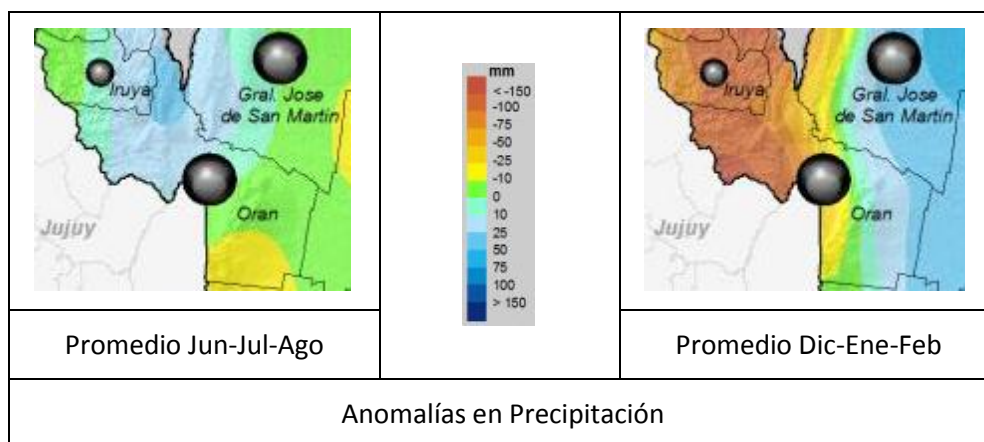 Iruya
Gral. Jose
de San Martin
Oran
Jujuy
Promedio Jun-Jul-Ago
mm
< -150
-100
-75
-50
-25
-10
0
10
25
50
75
100
> 150
Iruya
Gral. Jose
de San Martin
Oran
Jujuy
Promedio Dic-Ene-Feb
Anomalías en Precipitación